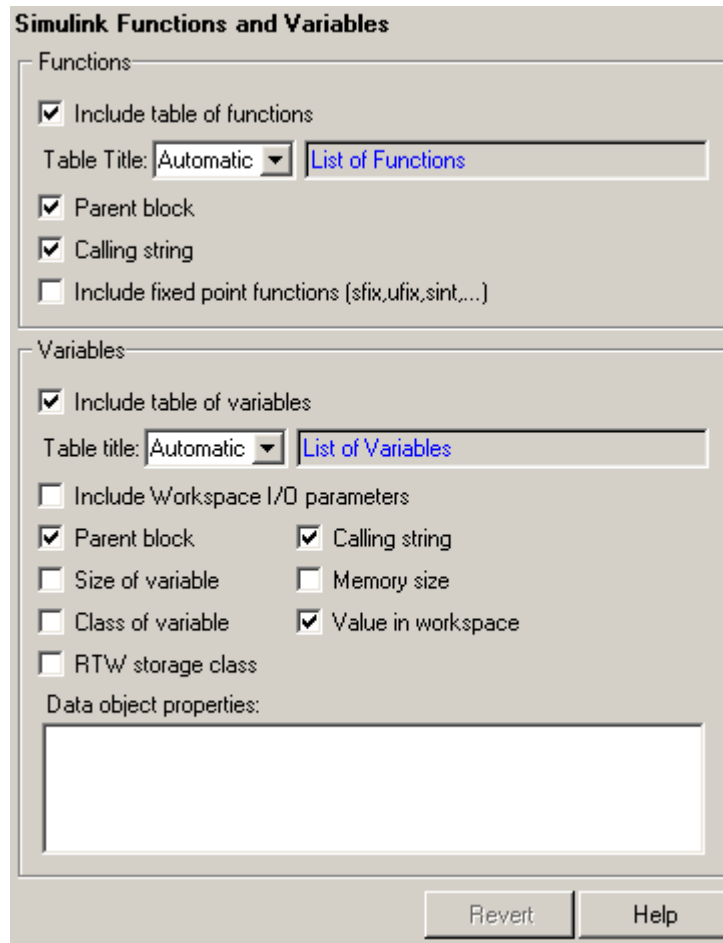 Simulink Functions and Variables
Functions
Include table of functions
Table Title: Automatic List of Functions
Parent block
Calling string
Include fixed point functions (sfix,ufix,sint,...)
Variables
Include table of variables
Table title: Automatic List of Variables
Include Workspace I/O parameters
Parent block Calling string
Size of variable Memory size
Class of variable Value in workspace
RTW storage class
Data object properties:
Revert Help